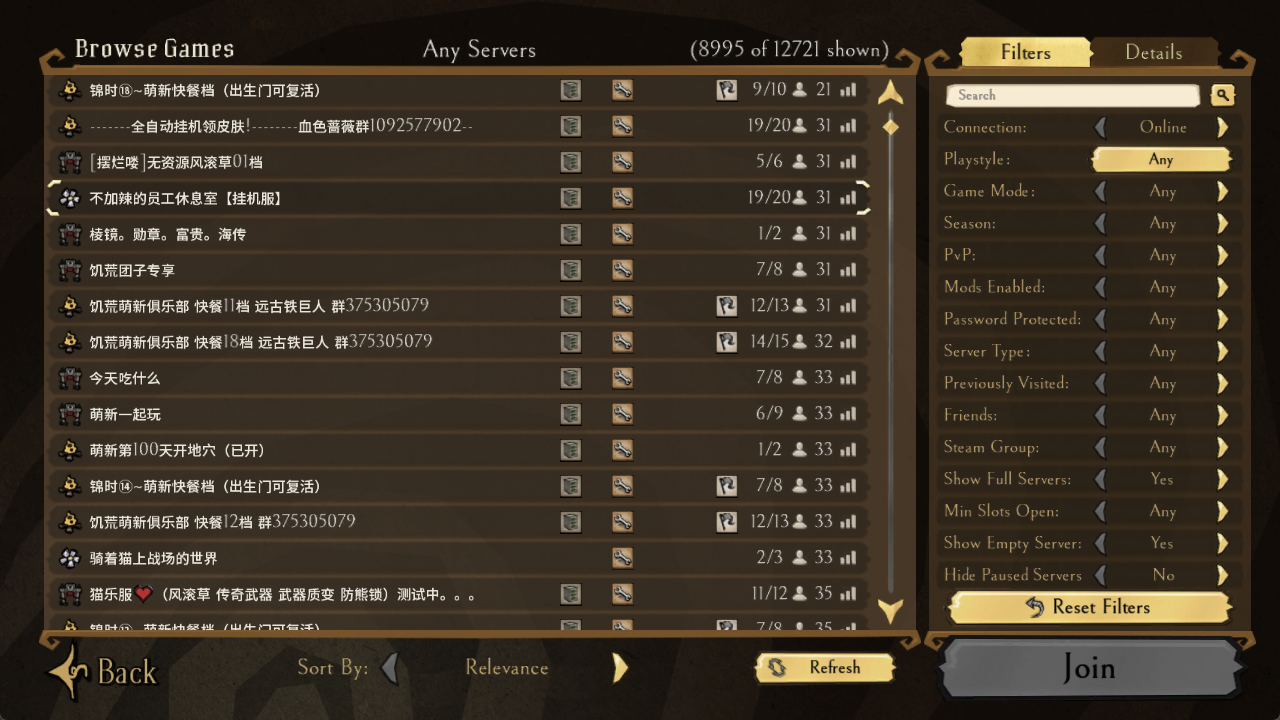 Browse Games
Any Servers
(8995 of 12721 shown)
锦时⑱~萌新快餐档（出生门可复活）
9/10 21
-------全自动挂机领皮肤!--------血色蔷薇群1092577902--
19/20 31
[摆烂喽]无资源风滚草01档
5/6 31
不加辣的员工休息室【挂机服】
19/20 31
棱镜。勋章。富贵。海传
1/2 31
饥荒团子专享
7/8 31
饥荒萌新俱乐部 快餐11档 远古铁巨人 群375305079
12/13 31
饥荒萌新俱乐部 快餐18档 远古铁巨人 群375305079
14/15 32
今天吃什么
7/8 33
萌新一起玩
6/9 33
萌新第100天开地穴（已开）
1/2 33
锦时⑭~萌新快餐档（出生门可复活）
7/8 33
饥荒萌新俱乐部 快餐12档 群375305079
12/13 33
骑着猫上战场的世界
2/3 33
猫乐服❤（风滚草 传奇武器 武器质变 防熊锁）测试中。。。
11/12 35
7/8 35
Back
Sort By:
Relevance
Refresh
Filters
Details
Search
Connection: Online
Playstyle: Any
Game Mode: Any
Season: Any
PvP: Any
Mods Enabled: Any
Password Protected: Any
Server Type: Any
Previously Visited: Any
Friends: Any
Steam Group: Any
Show Full Servers: Yes
Min Slots Open: Any
Show Empty Server: Yes
Hide Paused Servers No
Reset Filters
Join